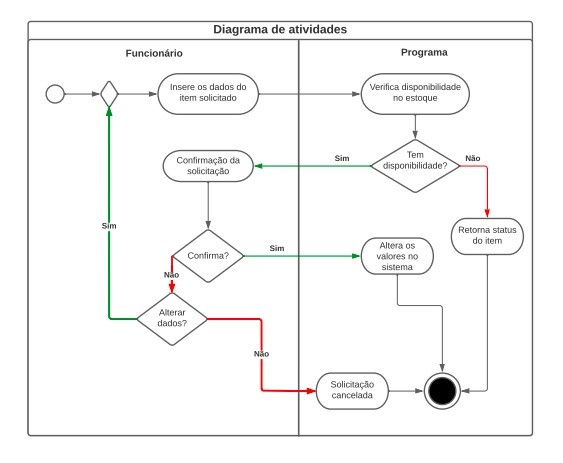 Diagrama de atividades
Funcionário
Programa
Insere os dados do
item solicitado
Verifica disponibilidade
no estoque
Confirmação da
solicitação
Sim
Tem
disponibilidade?
Não
Retorna status
do item
Sim
Confirma?
Sim
Altera os
valores no
sistema
Não
Alterar
dados?
Não
Solicitação
cancelada